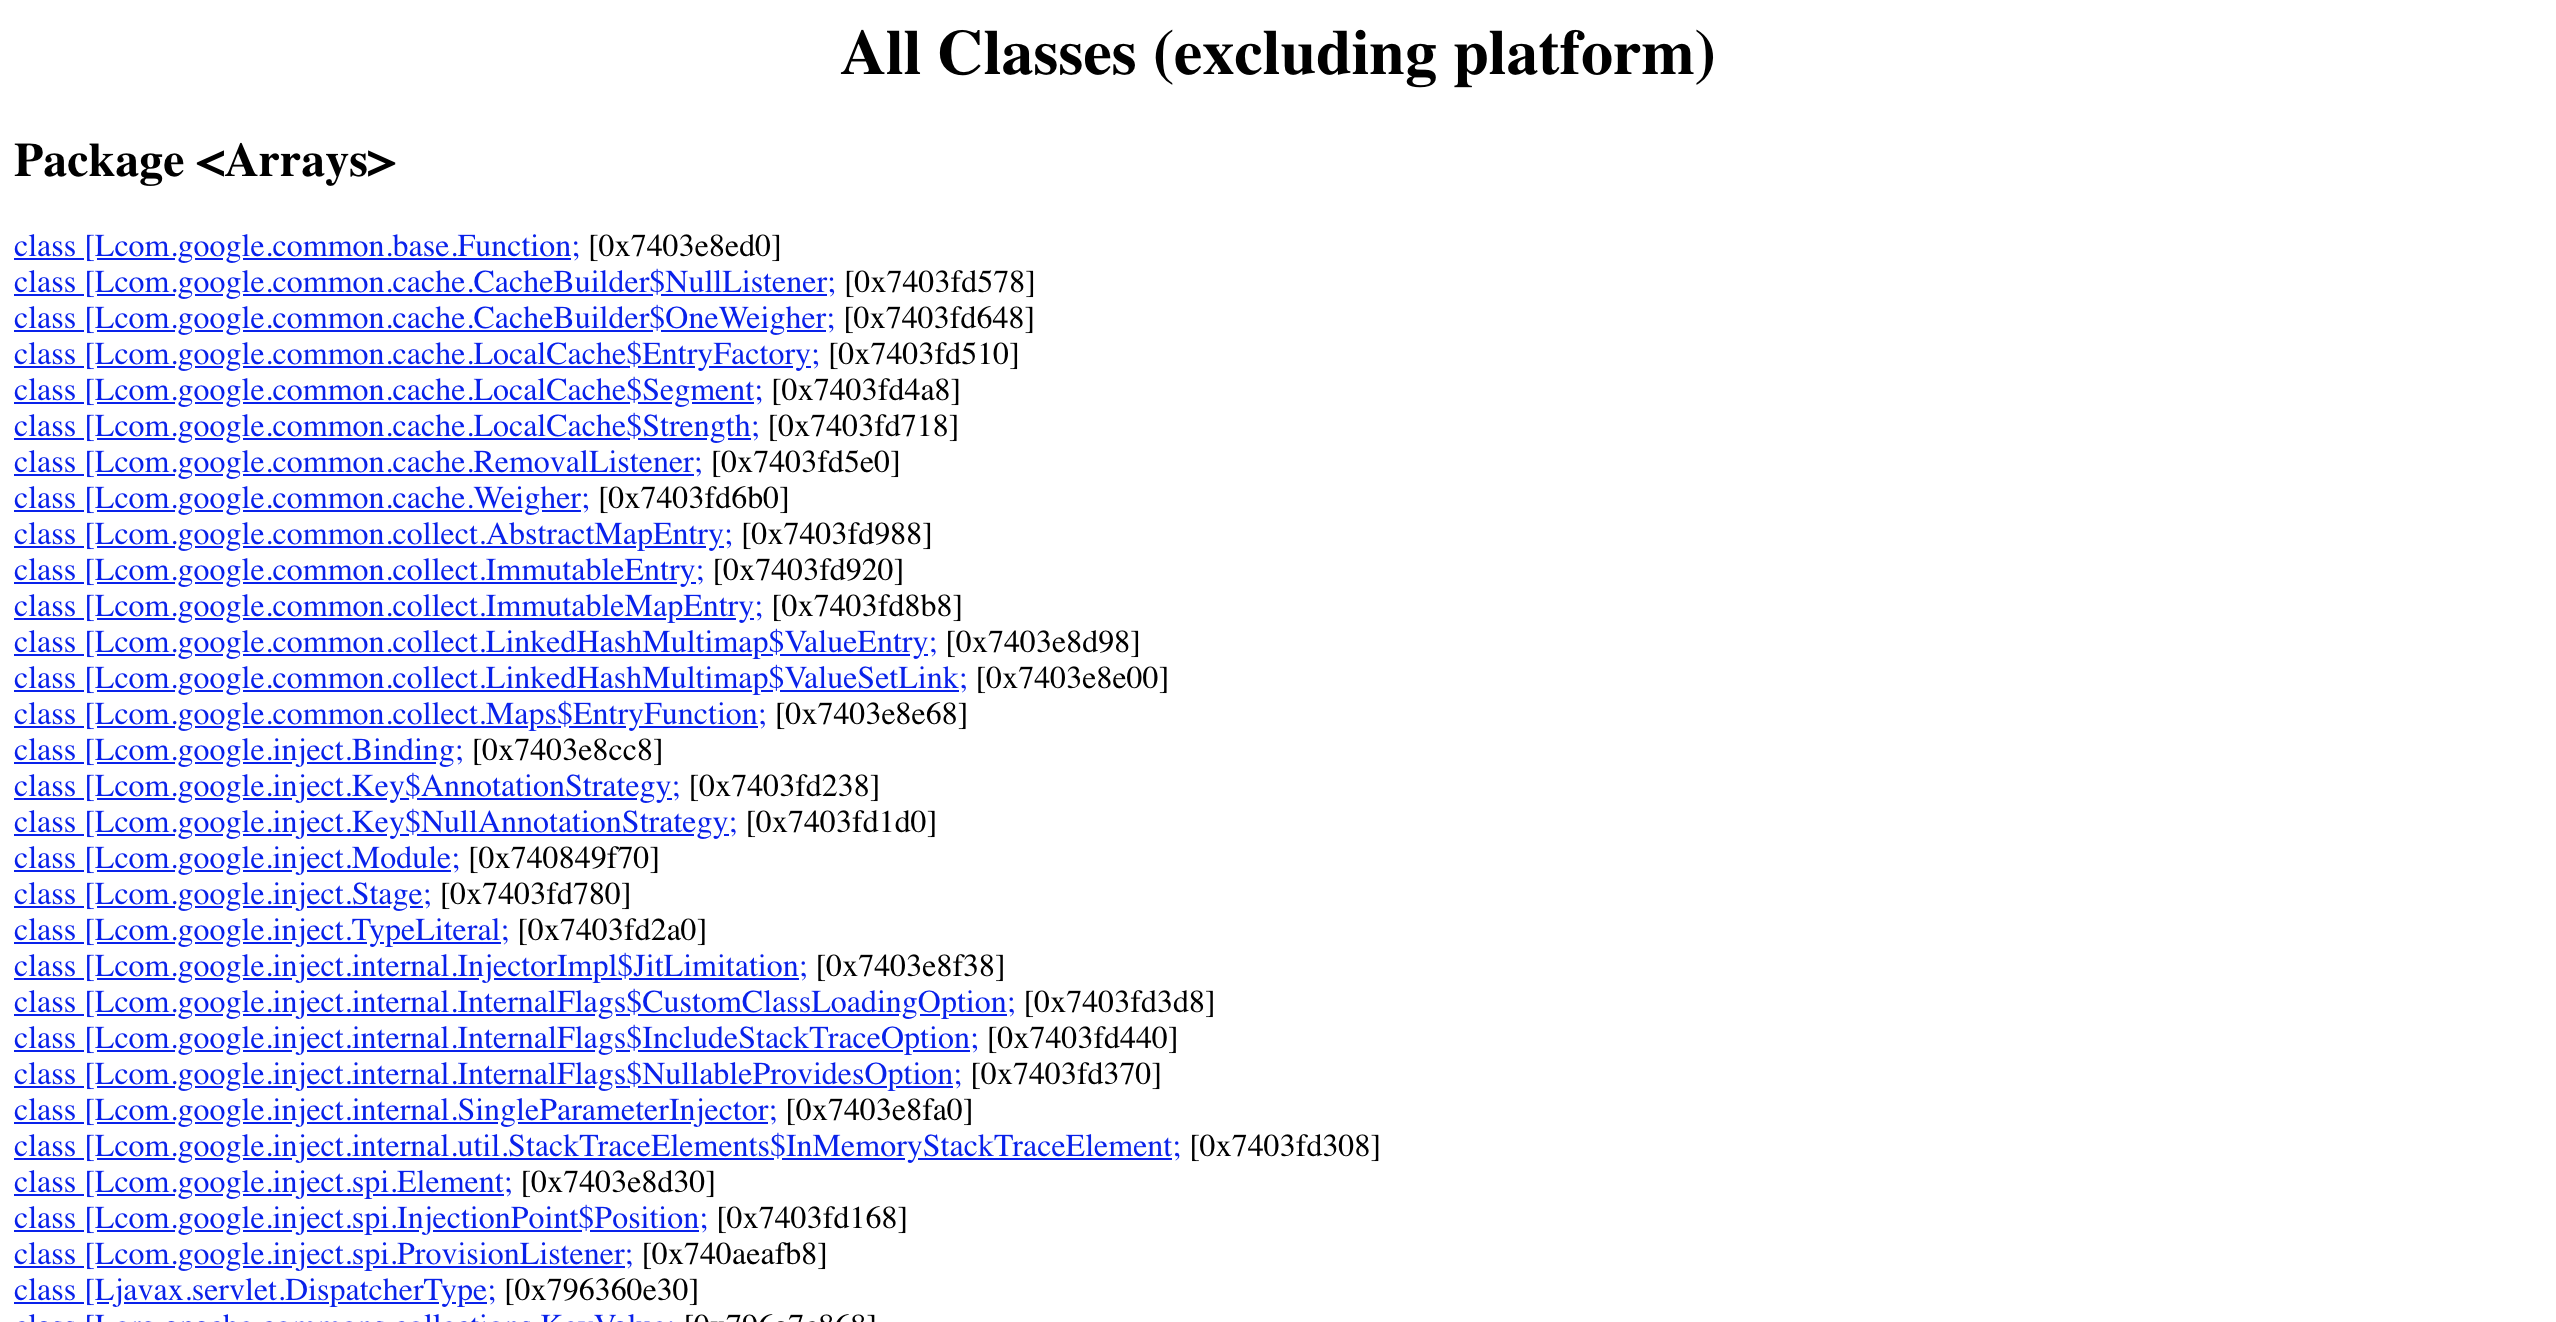 All Classes (excluding platform)
Package <Arrays>
class [Lcom.google.common.base.Function; [0x7403e8ed0]
class [Lcom.google.common.cache.CacheBuilder$NullListener; [0x7403fd578]
class [Lcom.google.common.cache.CacheBuilder$OneWeigher; [0x7403fd648]
class [Lcom.google.common.cache.LocalCache$EntryFactory; [0x7403fd510]
class [Lcom.google.common.cache.LocalCache$Segment; [0x7403fd4a8]
class [Lcom.google.common.cache.LocalCache$Strength; [0x7403fd718]
class [Lcom.google.common.cache.RemovalListener; [0x7403fd5e0]
class [Lcom.google.common.cache.Weigher; [0x7403fd6b0]
class [Lcom.google.common.collect.AbstractMapEntry; [0x7403fd988]
class [Lcom.google.common.collect.ImmutableEntry; [0x7403fd920]
class [Lcom.google.common.collect.ImmutableMapEntry; [0x7403fd8b8]
class [Lcom.google.common.collect.LinkedHashMultimap$ValueEntry; [0x7403e8d98]
class [Lcom.google.common.collect.LinkedHashMultimap$ValueSetLink; [0x7403e8e00]
class [Lcom.google.common.collect.Maps$EntryFunction; [0x7403e8e68]
class [Lcom.google.inject.Binding; [0x7403e8cc8]
class [Lcom.google.inject.Key$AnnotationStrategy; [0x7403fd238]
class [Lcom.google.inject.Key$NullAnnotationStrategy; [0x7403fd1d0]
class [Lcom.google.inject.Module; [0x740849f70]
class [Lcom.google.inject.Stage; [0x7403fd780]
class [Lcom.google.inject.TypeLiteral; [0x7403fd2a0]
class [Lcom.google.inject.internal.InjectorImpl$JitLimitation; [0x7403e8f38]
class [Lcom.google.inject.internal.InternalFlags$CustomClassLoadingOption; [0x7403fd3d8]
class [Lcom.google.inject.internal.InternalFlags$IncludeStackTraceOption; [0x7403fd440]
class [Lcom.google.inject.internal.InternalFlags$NullableProvidesOption; [0x7403fd370]
class [Lcom.google.inject.internal.SingleParameterInjector; [0x7403e8fa0]
class [Lcom.google.inject.internal.util.StackTraceElements$InMemoryStackTraceElement; [0x7403fd308]
class [Lcom.google.inject.spi.Element; [0x7403e8d30]
class [Lcom.google.inject.spi.InjectionPoint$Position; [0x7403fd168]
class [Lcom.google.inject.spi.ProvisionListener; [0x740aeafb8]
class [Ljavax.servlet.DispatcherType; [0x796360e30]
class [Lorg.apache.commons.collections.KeyValue;